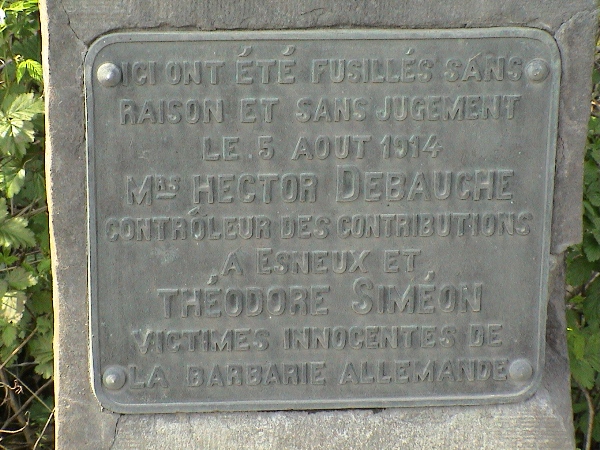 ICI ONT ÉTÉ FUSILLÉS SANS
RAISON ET SANS JUGEMENT
LE 5 AOUT 1914
MRS HECTOR DEBAUCHE
CONTRÔLEUR DES CONTRIBUTIONS
A ESNEUX ET
THÉODORE SIMÉON
VICTIMES INNOCENTES DE
LA BARBARIE ALLEMANDE